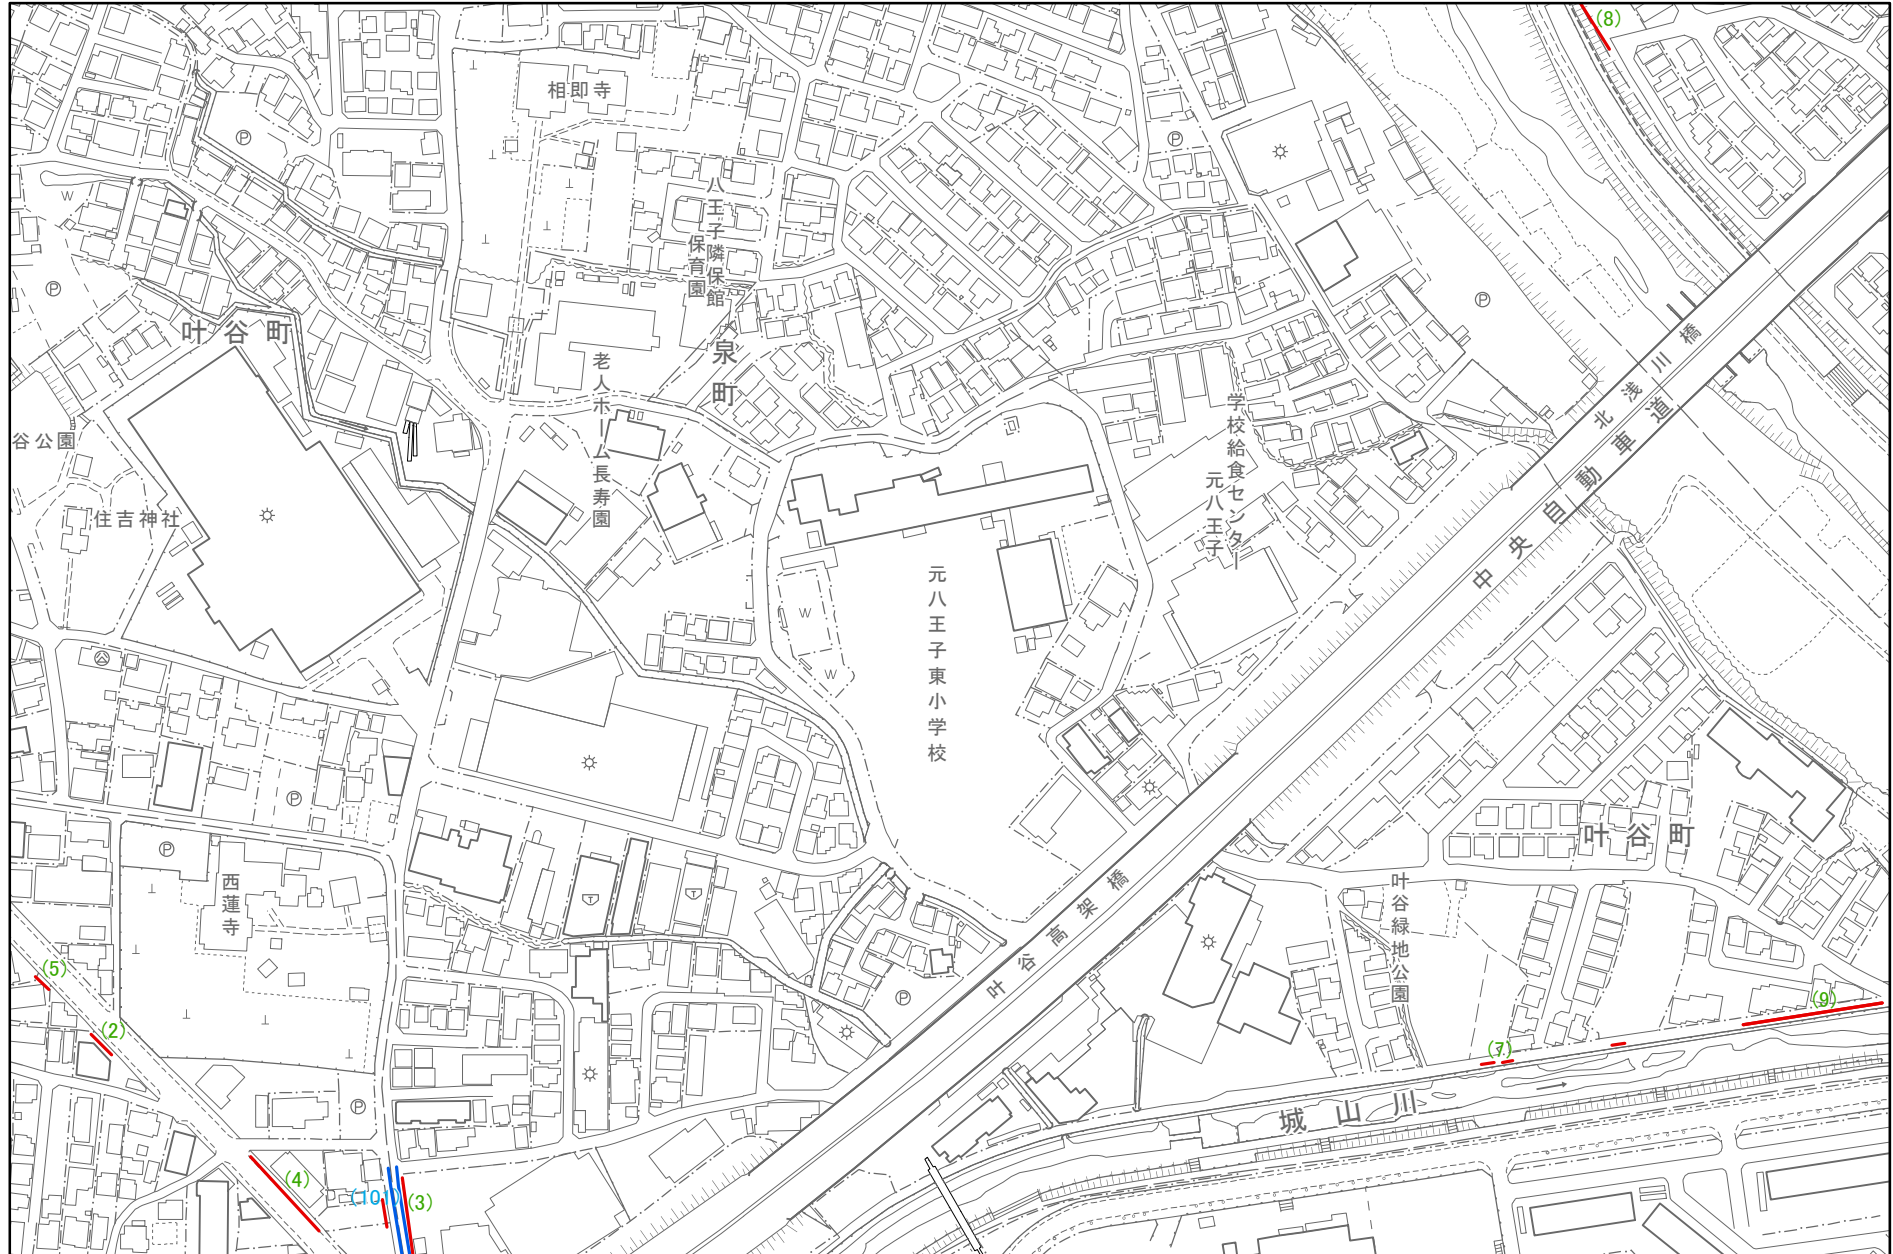 (8)
相即寺
Ⓟ
Ⓟ
八王子隣保館
保育園
W
Ⓟ
Ⓟ
叶谷町
泉町
老人ホーム長寿園
北浅川橋
中央自動車道
学校給食センター
元八王子
谷公園
住吉神社
元八王子東小学校
W
W
Ⓟ
叶谷町
Ⓟ
西蓮寺
叶谷高架橋
叶谷緑地公園
Ⓟ
(5)
(2)
(9)
(7)
城山川
Ⓟ
(4)
(101)
(3)